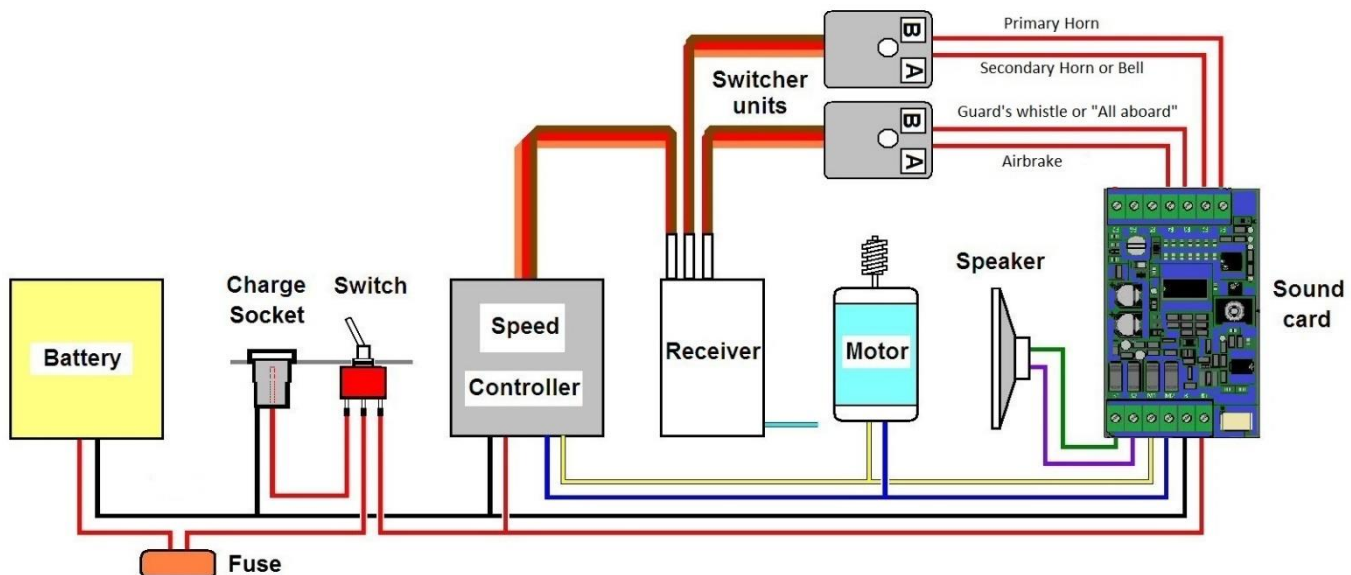 Primary Horn
B
A
Secondary Horn or Bell
Switcher
units
Guard's whistle or "All aboard"
B
A
Airbrake
Charge
Socket
Switch
Speaker
Battery
Speed
Controller
Receiver
Motor
Sound
card
Fuse